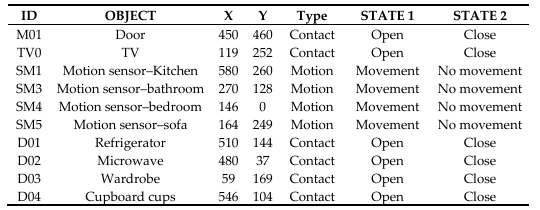 ID OBJECT X Y Type STATE 1 STATE 2
M01 Door 450 460 Contact Open Close
TV0 TV 119 252 Contact Open Close
SM1 Motion sensor–Kitchen 580 260 Motion Movement No movement
SM3 Motion sensor–bathroom 270 128 Motion Movement No movement
SM4 Motion sensor–bedroom 146 0 Motion Movement No movement
SM5 Motion sensor–sofa 164 249 Motion Movement No movement
D01 Refrigerator 510 144 Contact Open Close
D02 Microwave 480 37 Contact Open Close
D03 Wardrobe 59 169 Contact Open Close
D04 Cupboard cups 546 104 Contact Open Close